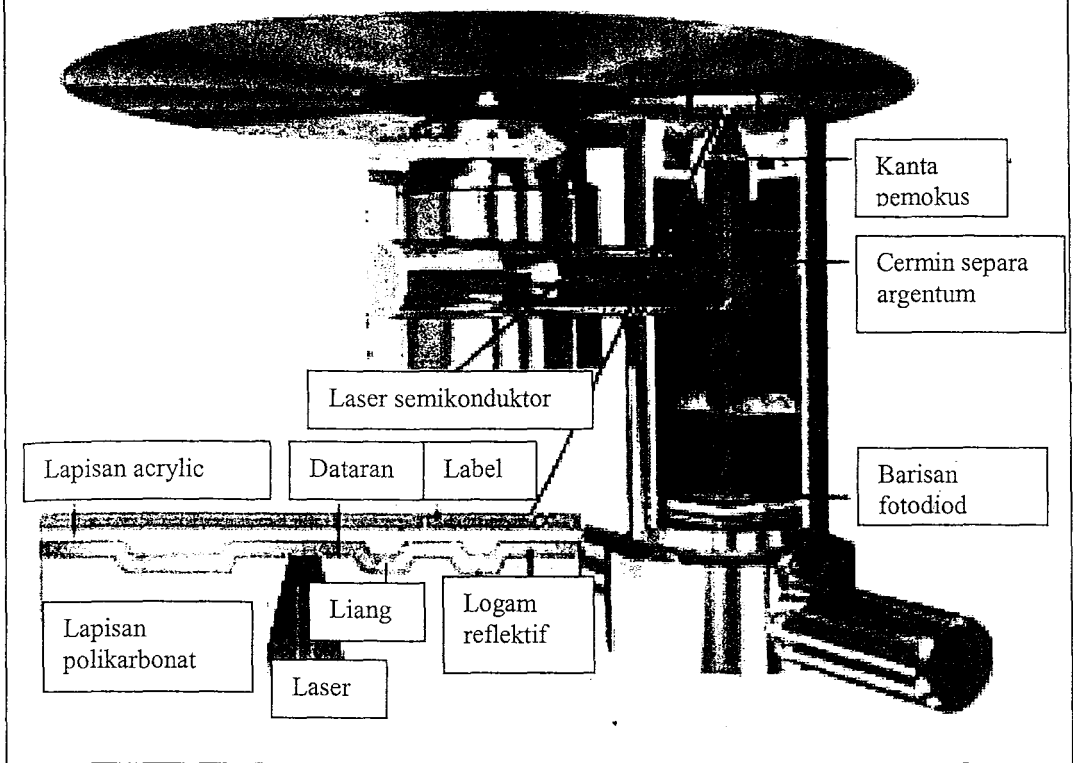 Kanta
pemokus
Cermin separa
argentum
Laser semikonduktor
Lapisan acrylic
Dataran
Label
Barisan
fotodiod
Liang
Logam
reflektif
Lapisan
polikarbonat
Laser